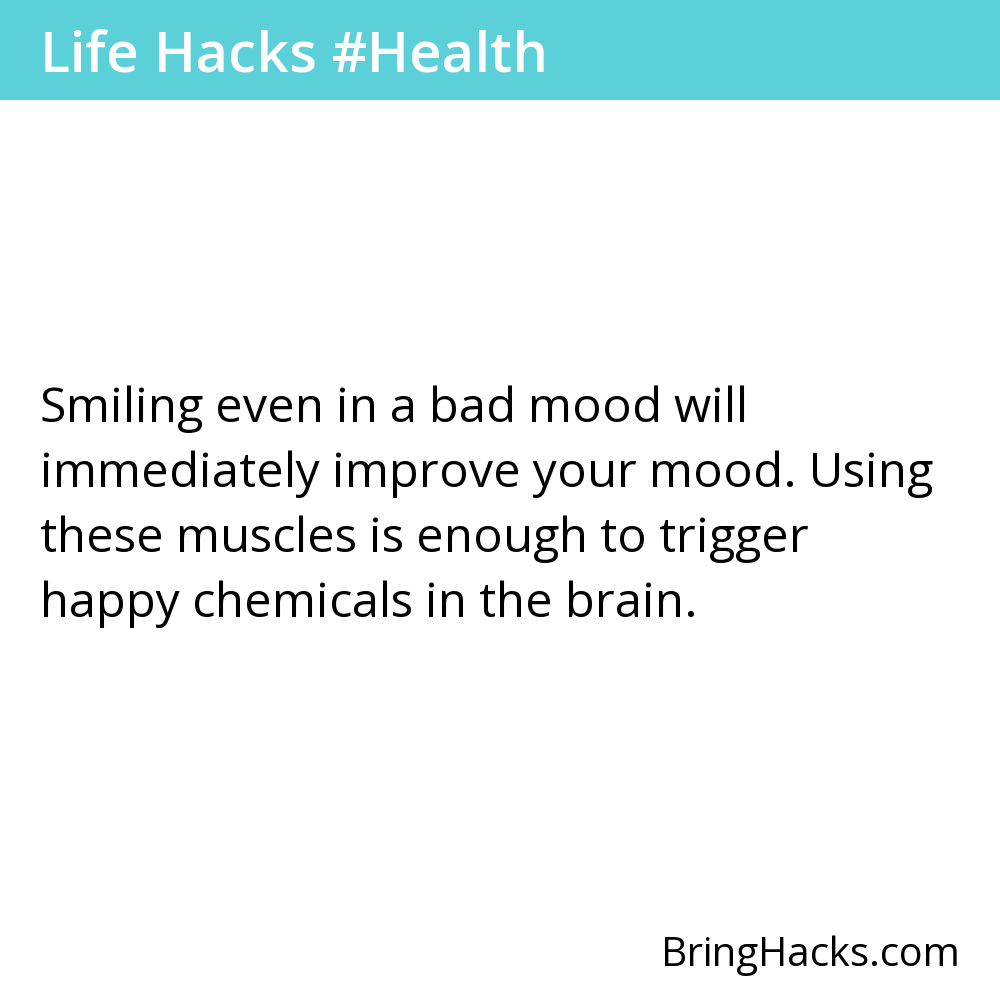 Life Hacks #Health
Smiling even in a bad mood will
immediately improve your mood. Using
these muscles is enough to trigger
happy chemicals in the brain.
BringHacks.com